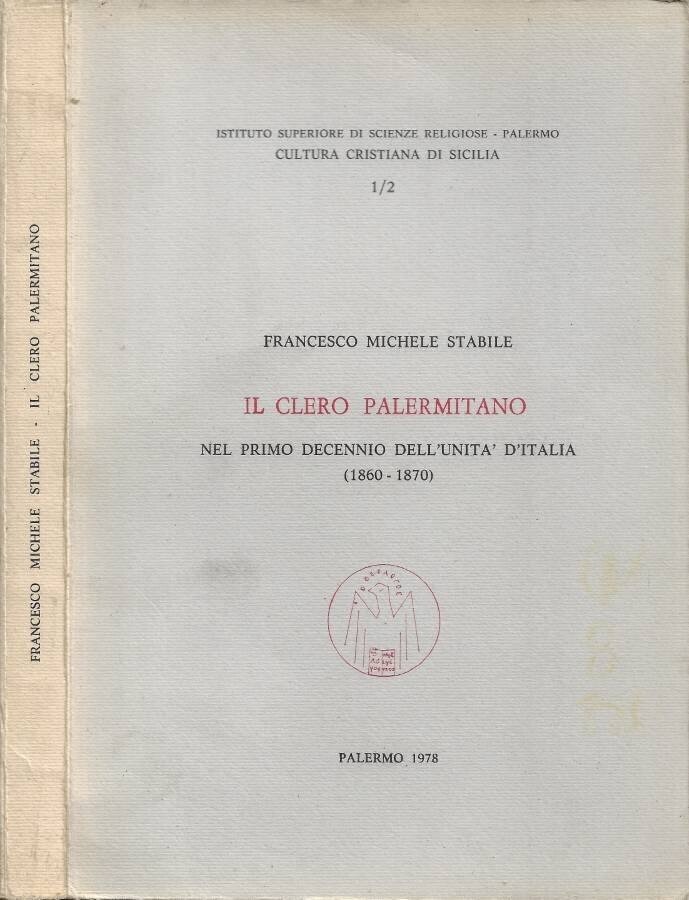 FRANCESCO MICHELE STABILE - IL CLERO PALERMITANO
ISTITUTO SUPERIORE DI SCIENZE RELIGIOSE - PALERMO
CULTURA CRISTIANA DI SICILIA
1/2
FRANCESCO MICHELE STABILE
IL CLERO PALERMITANO
NEL PRIMO DECENNIO DELL'UNITA' D'ITALIA
(1860 - 1870)
PALERMO 1978